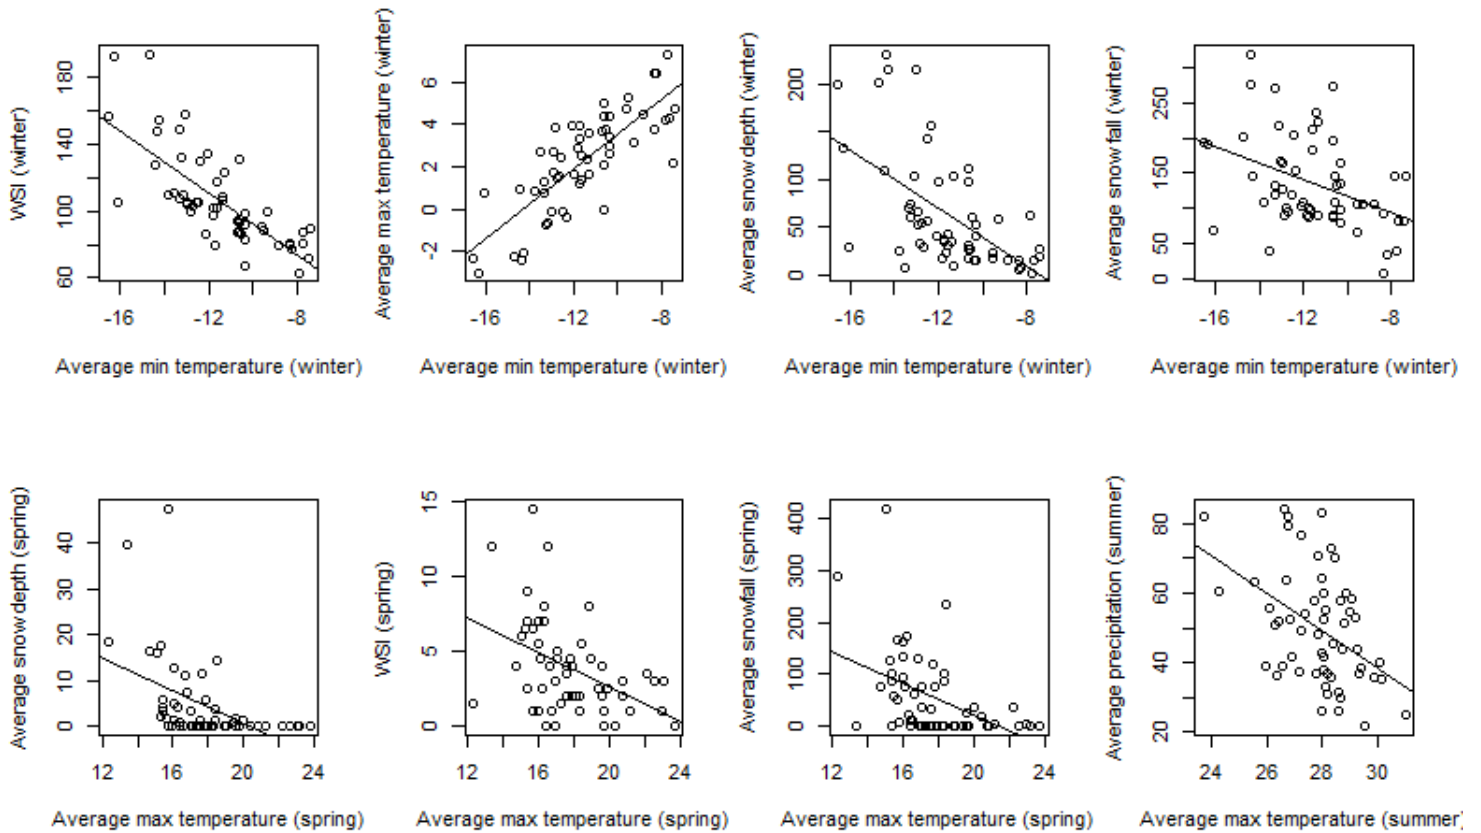 WSI (winter)
60 100 140 180
-16 -12 -8
Average min temperature (winter)
Average max temperature (winter)
-2 0 2 4 6
-16 -12 -8
Average min temperature (winter)
Average snow depth (winter)
0 50 100 200
-16 -12 -8
Average min temperature (winter)
Average snow fall (winter)
0 50 150 250
-16 -12 -8
Average min temperature (winter)
Average snow depth (spring)
0 10 20 30 40
12 16 20 24
Average max temperature (spring)
WSI (spring)
0 5 10 15
12 16 20 24
Average max temperature (spring)
Average snowfall (spring)
0 100 200 300 400
12 16 20 24
Average max temperature (spring)
Average precipitation (summer)
20 40 60 80
24 26 28 30
Average max temperature (summer)